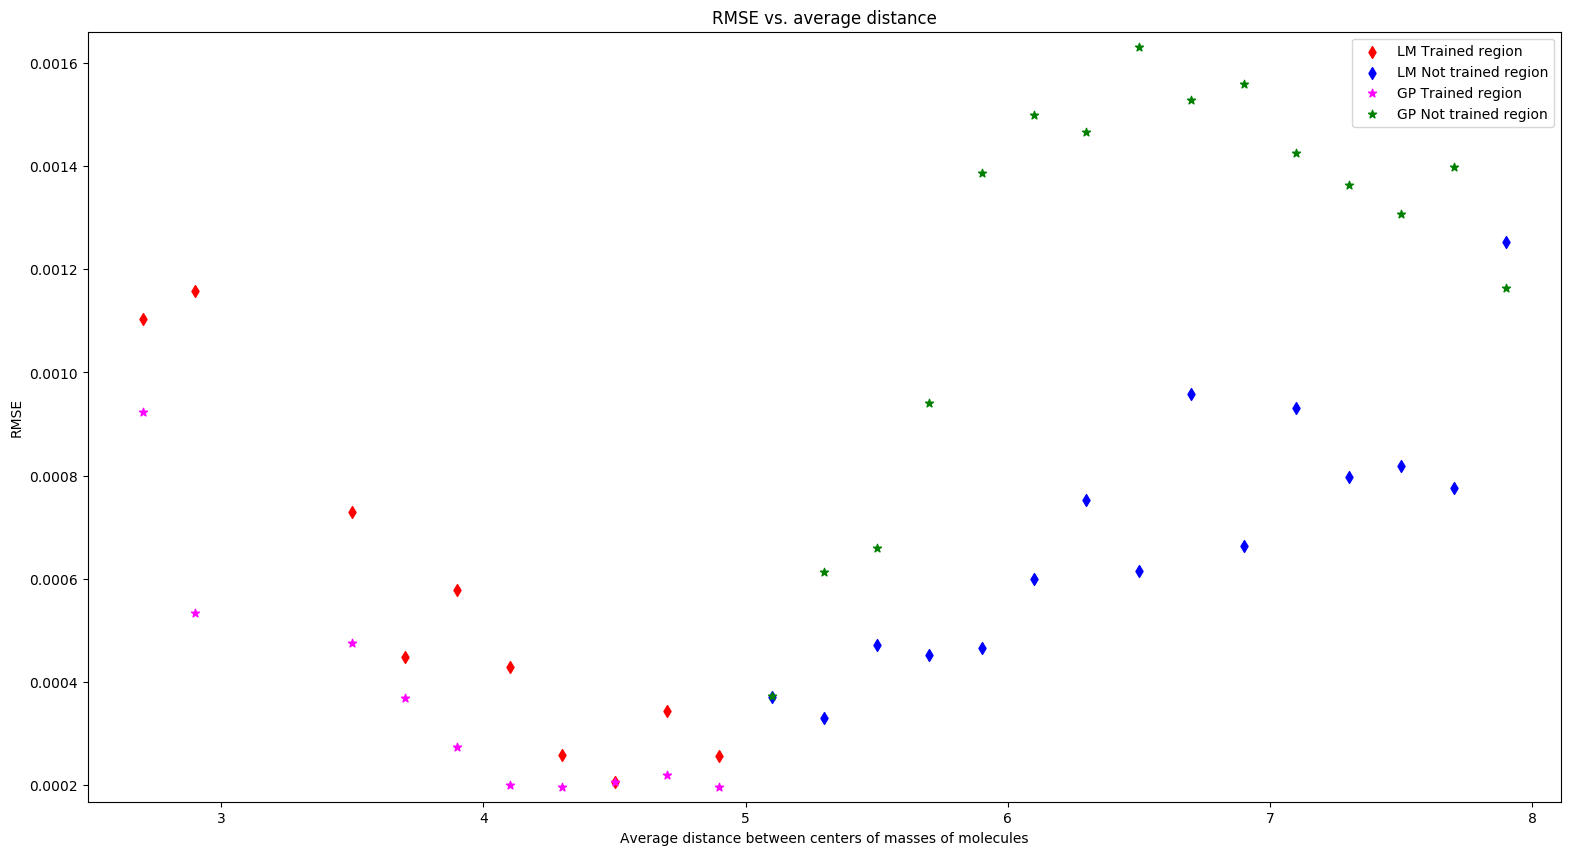 RMSE vs. average distance
LM Trained region
LM Not trained region
GP Trained region
GP Not trained region
0.0016
0.0014
0.0012
0.0010
0.0008
0.0006
0.0004
0.0002
RMSE
3 4 5 6 7 8
Average distance between centers of masses of molecules